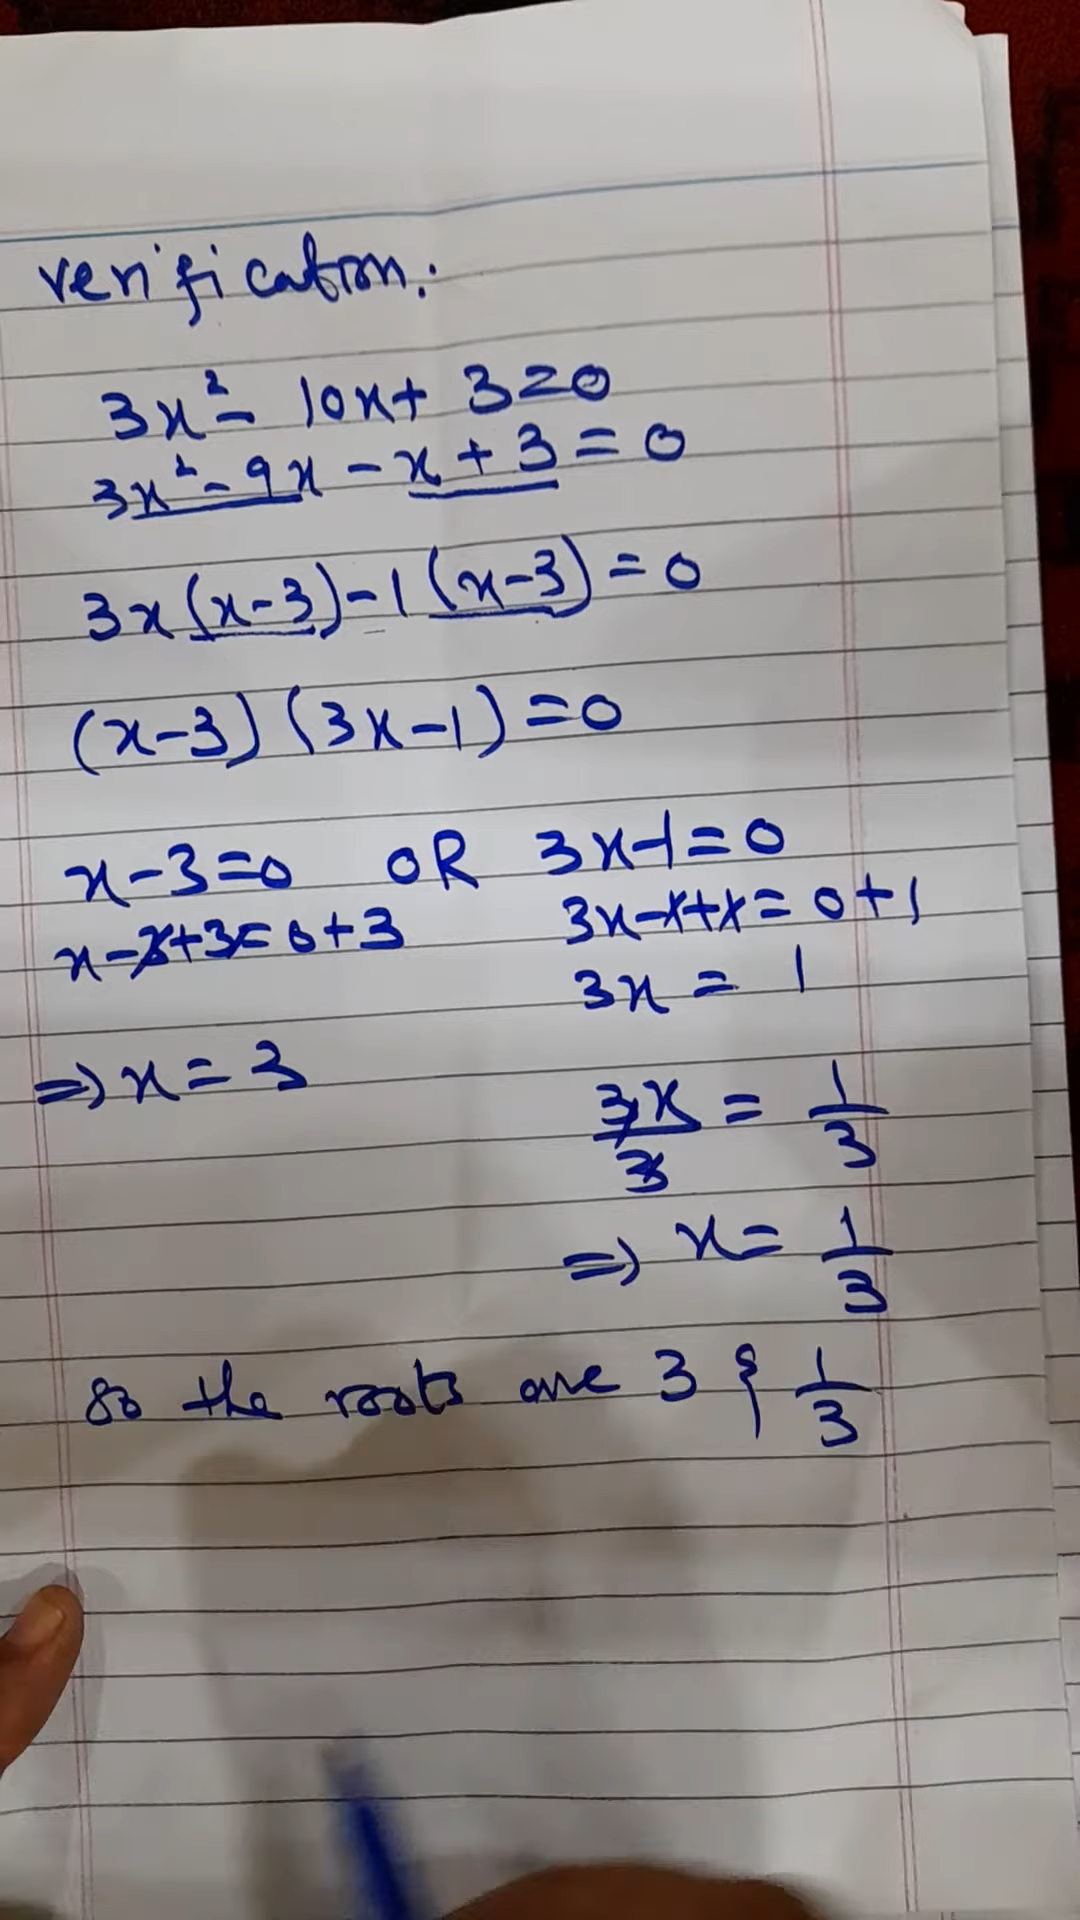 verification:
3x² - 10x + 3 = 0
3x² - 9x - x + 3 = 0
3x (x-3) - 1 (x-3) = 0
(x-3) (3x-1) = 0
x-3=0 OR 3x-1=0
x-3+3=0+3 3x-1+1=0+1
3x = 1
⇒ x = 3
3x/3 = 1/3
⇒ x = 1/3
So the roots are 3 & 1/3